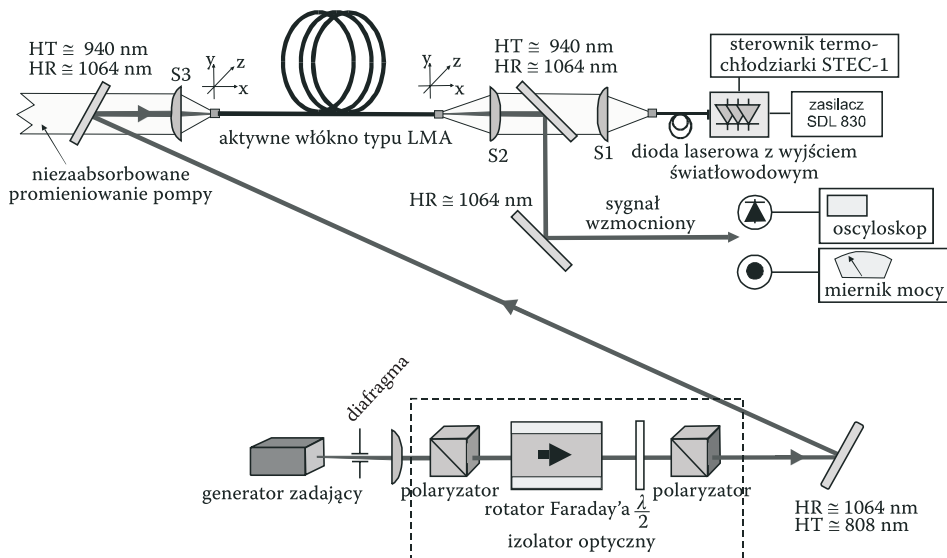 HT ≅ 940 nm
HR ≅ 1064 nm
S3
y
z
x
aktywne włókno typu LMA
y
z
x
HT ≅ 940 nm
HR ≅ 1064 nm
S2
S1
sterownik termo-
chłodziarki STEC-1
zasilacz
SDL 830
dioda laserowa z wyjściem
światłowodowym
niezaabsorbowane
promieniowanie pompy
HR ≅ 1064 nm
sygnał
wzmocniony
oscyloskop
miernik mocy
diafragma
generator zadający
polaryzator
rotator Faraday'a
λ
2
polaryzator
izolator optyczny
HR ≅ 1064 nm
HT ≅ 808 nm